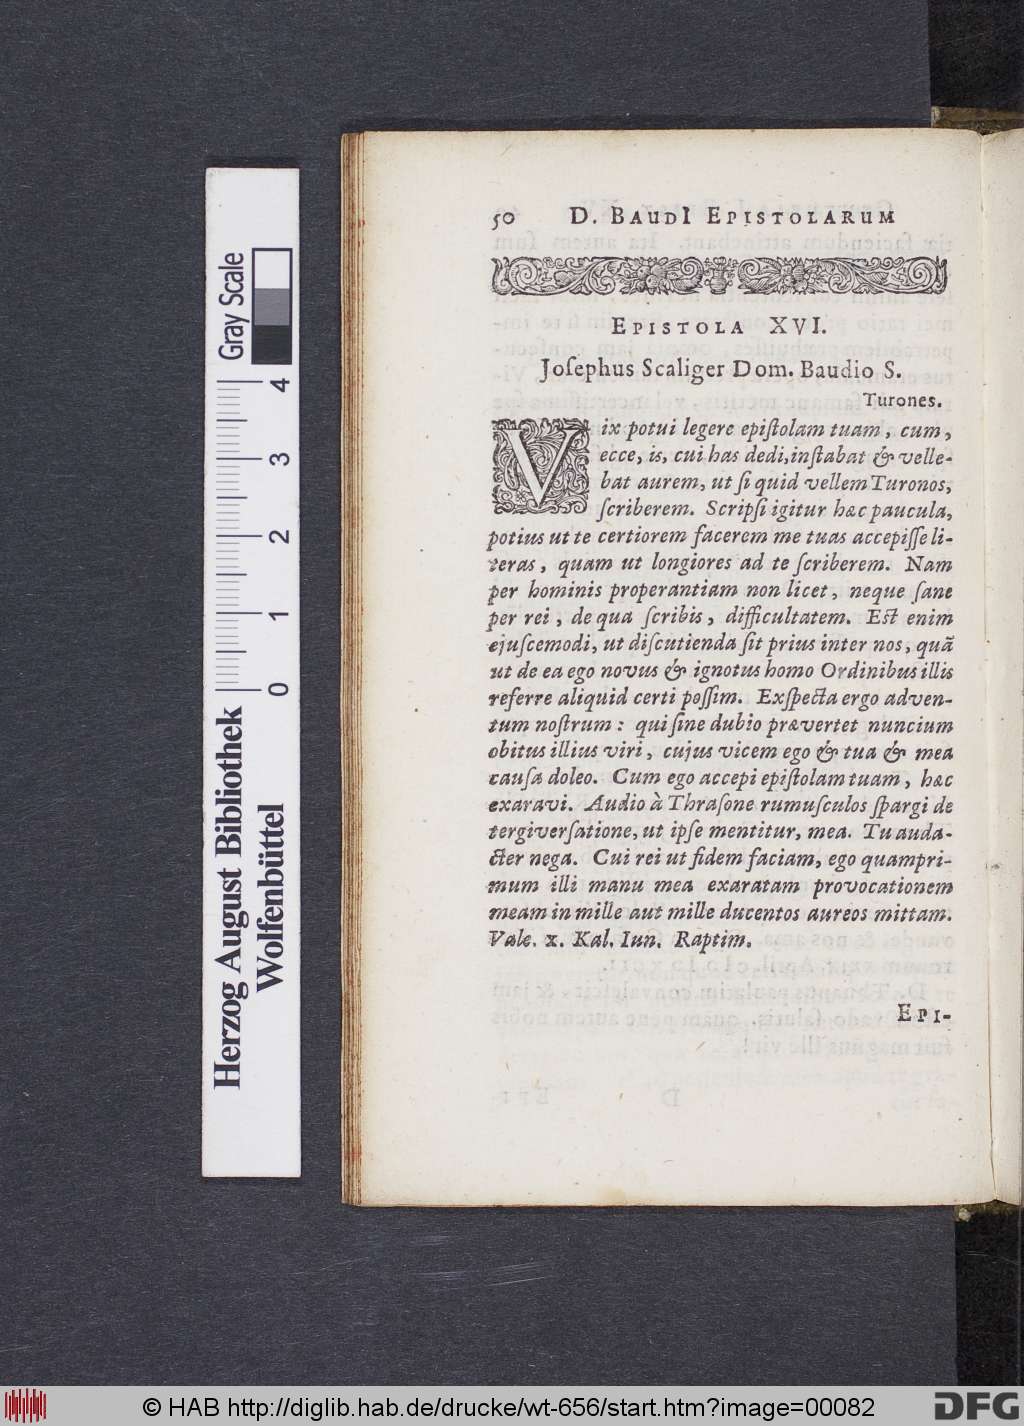 50 D. BAUDI EPISTOLARUM
EPISTOLA XVI.
Joſephus Scaliger Dom. Baudio S.
Turones.
Vix potui legere epiſtolam tuam, cum,
ecce, is, cui has dedi, inſtabat & velle-
bat aurem, ut ſi quid vellem Turonos,
ſcriberem. Scripſi igitur hæc paucula,
potius ut te certiorem facerem me tuas accepiſſe li-
teras, quam ut longiores ad te ſcriberem. Nam
per hominis properantiam non licet, neque ſane
per rei, de qua ſcribis, difficultatem. Est enim
ejuſcemodi, ut diſcutienda ſit prius inter nos, quã
ut de ea ego novus & ignotus homo Ordinibus illis
referre aliquid certi poſſim. Exſpecta ergo adven-
tum noſtrum: qui ſine dubio prævertet nuncium
obitus illius viri, cujus vicem ego & tua & mea
cauſa doleo. Cum ego accepi epiſtolam tuam, hæc
exaravi. Audio à Thraſone rumuſculos ſpargi de
tergiverſatione, ut ipſe mentitur, mea. Tu auda-
cter nega. Cui rei ut fidem faciam, ego quampri-
mum illi manu mea exaratam provocationem
meam in mille aut mille ducentos aureos mittam.
Vale. x. Kal. Iun. Raptim.
EPI-
Gray Scale
4 3 2 1 0
Herzog August Bibliothek
Wolfenbüttel
© HAB http://diglib.hab.de/drucke/wt-656/start.htm?image=00082
DFG